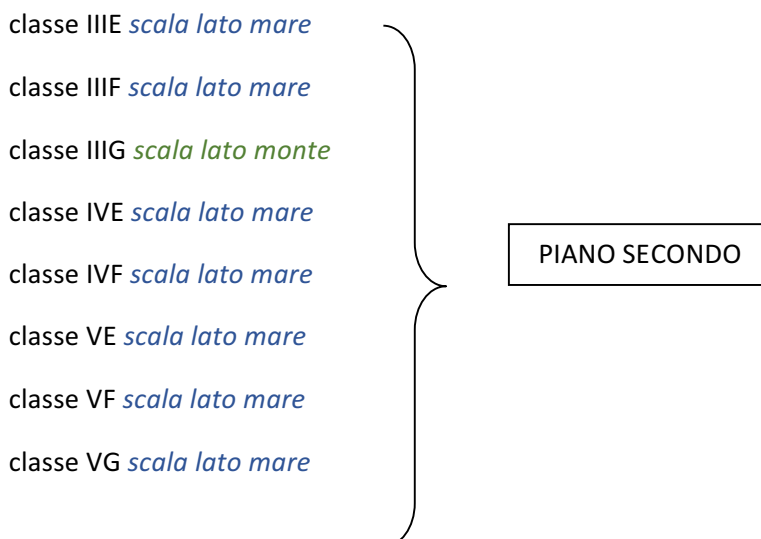 classe IIIE scala lato mare
classe IIIF scala lato mare
classe IIIG scala lato monte
classe IVE scala lato mare
classe IVF scala lato mare
classe VE scala lato mare
classe VF scala lato mare
classe VG scala lato mare
PIANO SECONDO